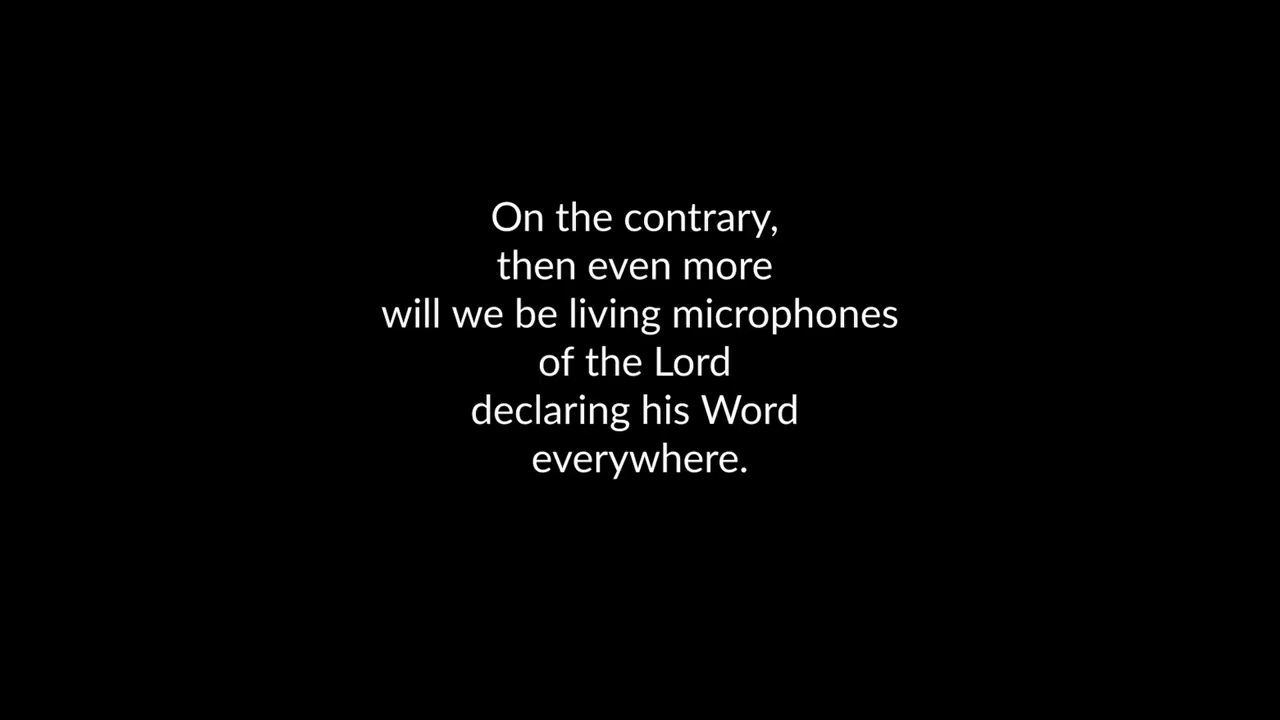 On the contrary,
then even more
will we be living microphones
of the Lord
declaring his Word
everywhere.